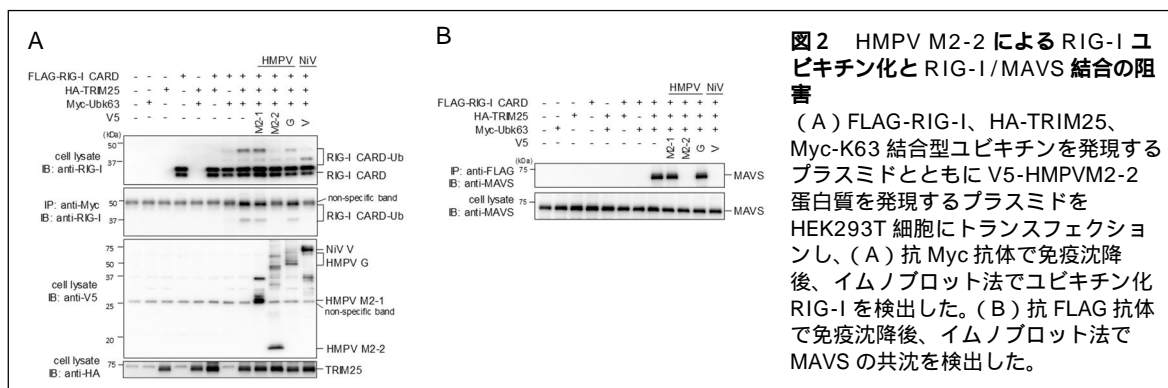 A
HMPV NiV
FLAG-RIG-I CARD - - - + - - + + + + + +
HA-TRIM25 - - + - - + + - + + + + +
Myc-Ubk63 - + - - + - + + + + + +
V5 M2-1 M2-2 G V
(kDa)
50
37
cell lysate
IB: anti-RIG-I
RIG-I CARD-Ub
RIG-I CARD
IP: anti-Myc
IB: anti-RIG-I
50
37
non-specific band
RIG-I CARD-Ub
75
50
37
25
20
cell lysate
IB: anti-V5
NiV V
HMPV G
HMPV M2-1
non-specific band
HMPV M2-2
cell lysate
IB: anti-HA
75
TRIM25
B
HMPV NiV
FLAG-RIG-I CARD
HA-TRIM25
Myc-Ubk63
V5 M2-1 M2-2 G V
(kDa)
IP: anti-FLAG
IB: anti-MAVS
75
MAVS
cell lysate
IB: anti-MAVS
75
MAVS
図2 HMPV M2-2 による RIG-I ユ
ビキチン化と RIG-I/MAVS 結合の阻
害
(A)FLAG-RIG-I、HA-TRIM25、
Myc-K63 結合型ユビキチンを発現する
プラスミドとともに V5-HMPVM2-2
蛋白質を発現するプラスミドを
HEK293T 細胞にトランスフェクショ
ンし、(A)抗 Myc 抗体で免疫沈降
後、イムノブロット法でユビキチン化
RIG-I を検出した。(B)抗 FLAG 抗体
で免疫沈降後、イムノブロット法で
MAVS の共沈を検出した。